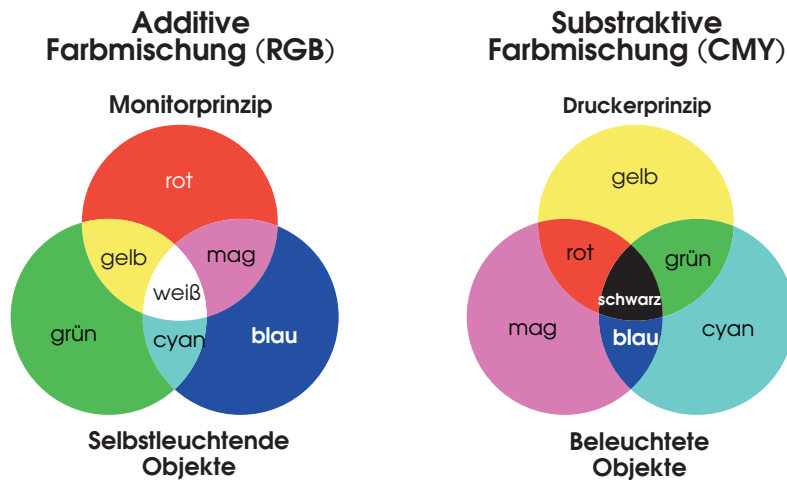 Additive
Farbmischung (RGB)
Monitorprinzip
rot
gelb
mag
weiß
grün
cyan
blau
Selbstleuchtende
Objekte
Substraktive
Farbmischung (CMY)
Druckerprinzip
gelb
rot
grün
schwarz
mag
blau
cyan
Beleuchtete
Objekte